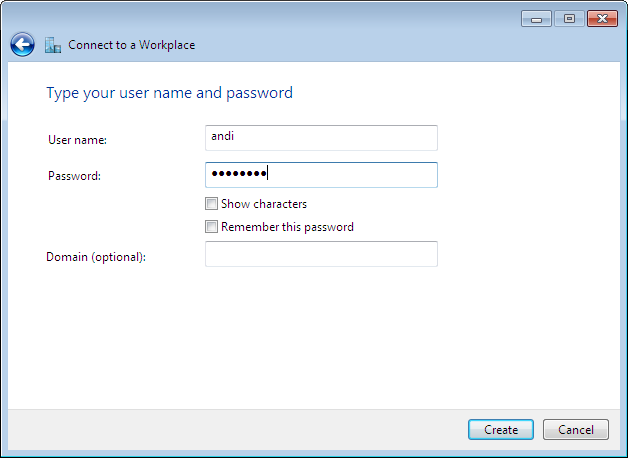 Connect to a Workplace
Type your user name and password
User name:
andi
Password:
●●●●●●●●
Show characters
Remember this password
Domain (optional):
Create
Cancel